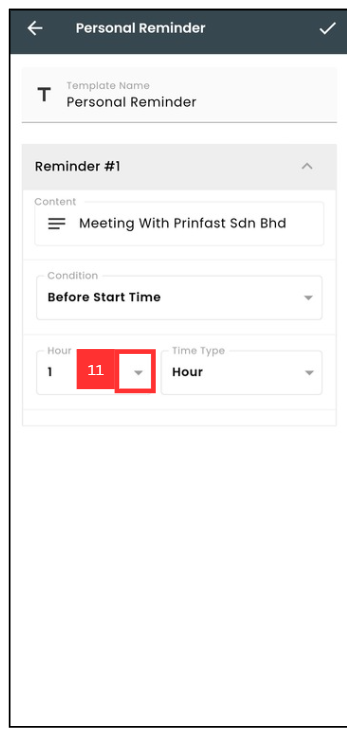 Personal Reminder
Template Name
Personal Reminder
Reminder #1
Content
Meeting With Prinfast Sdn Bhd
Condition
Before Start Time
Hour
Time Type
1
11
Hour